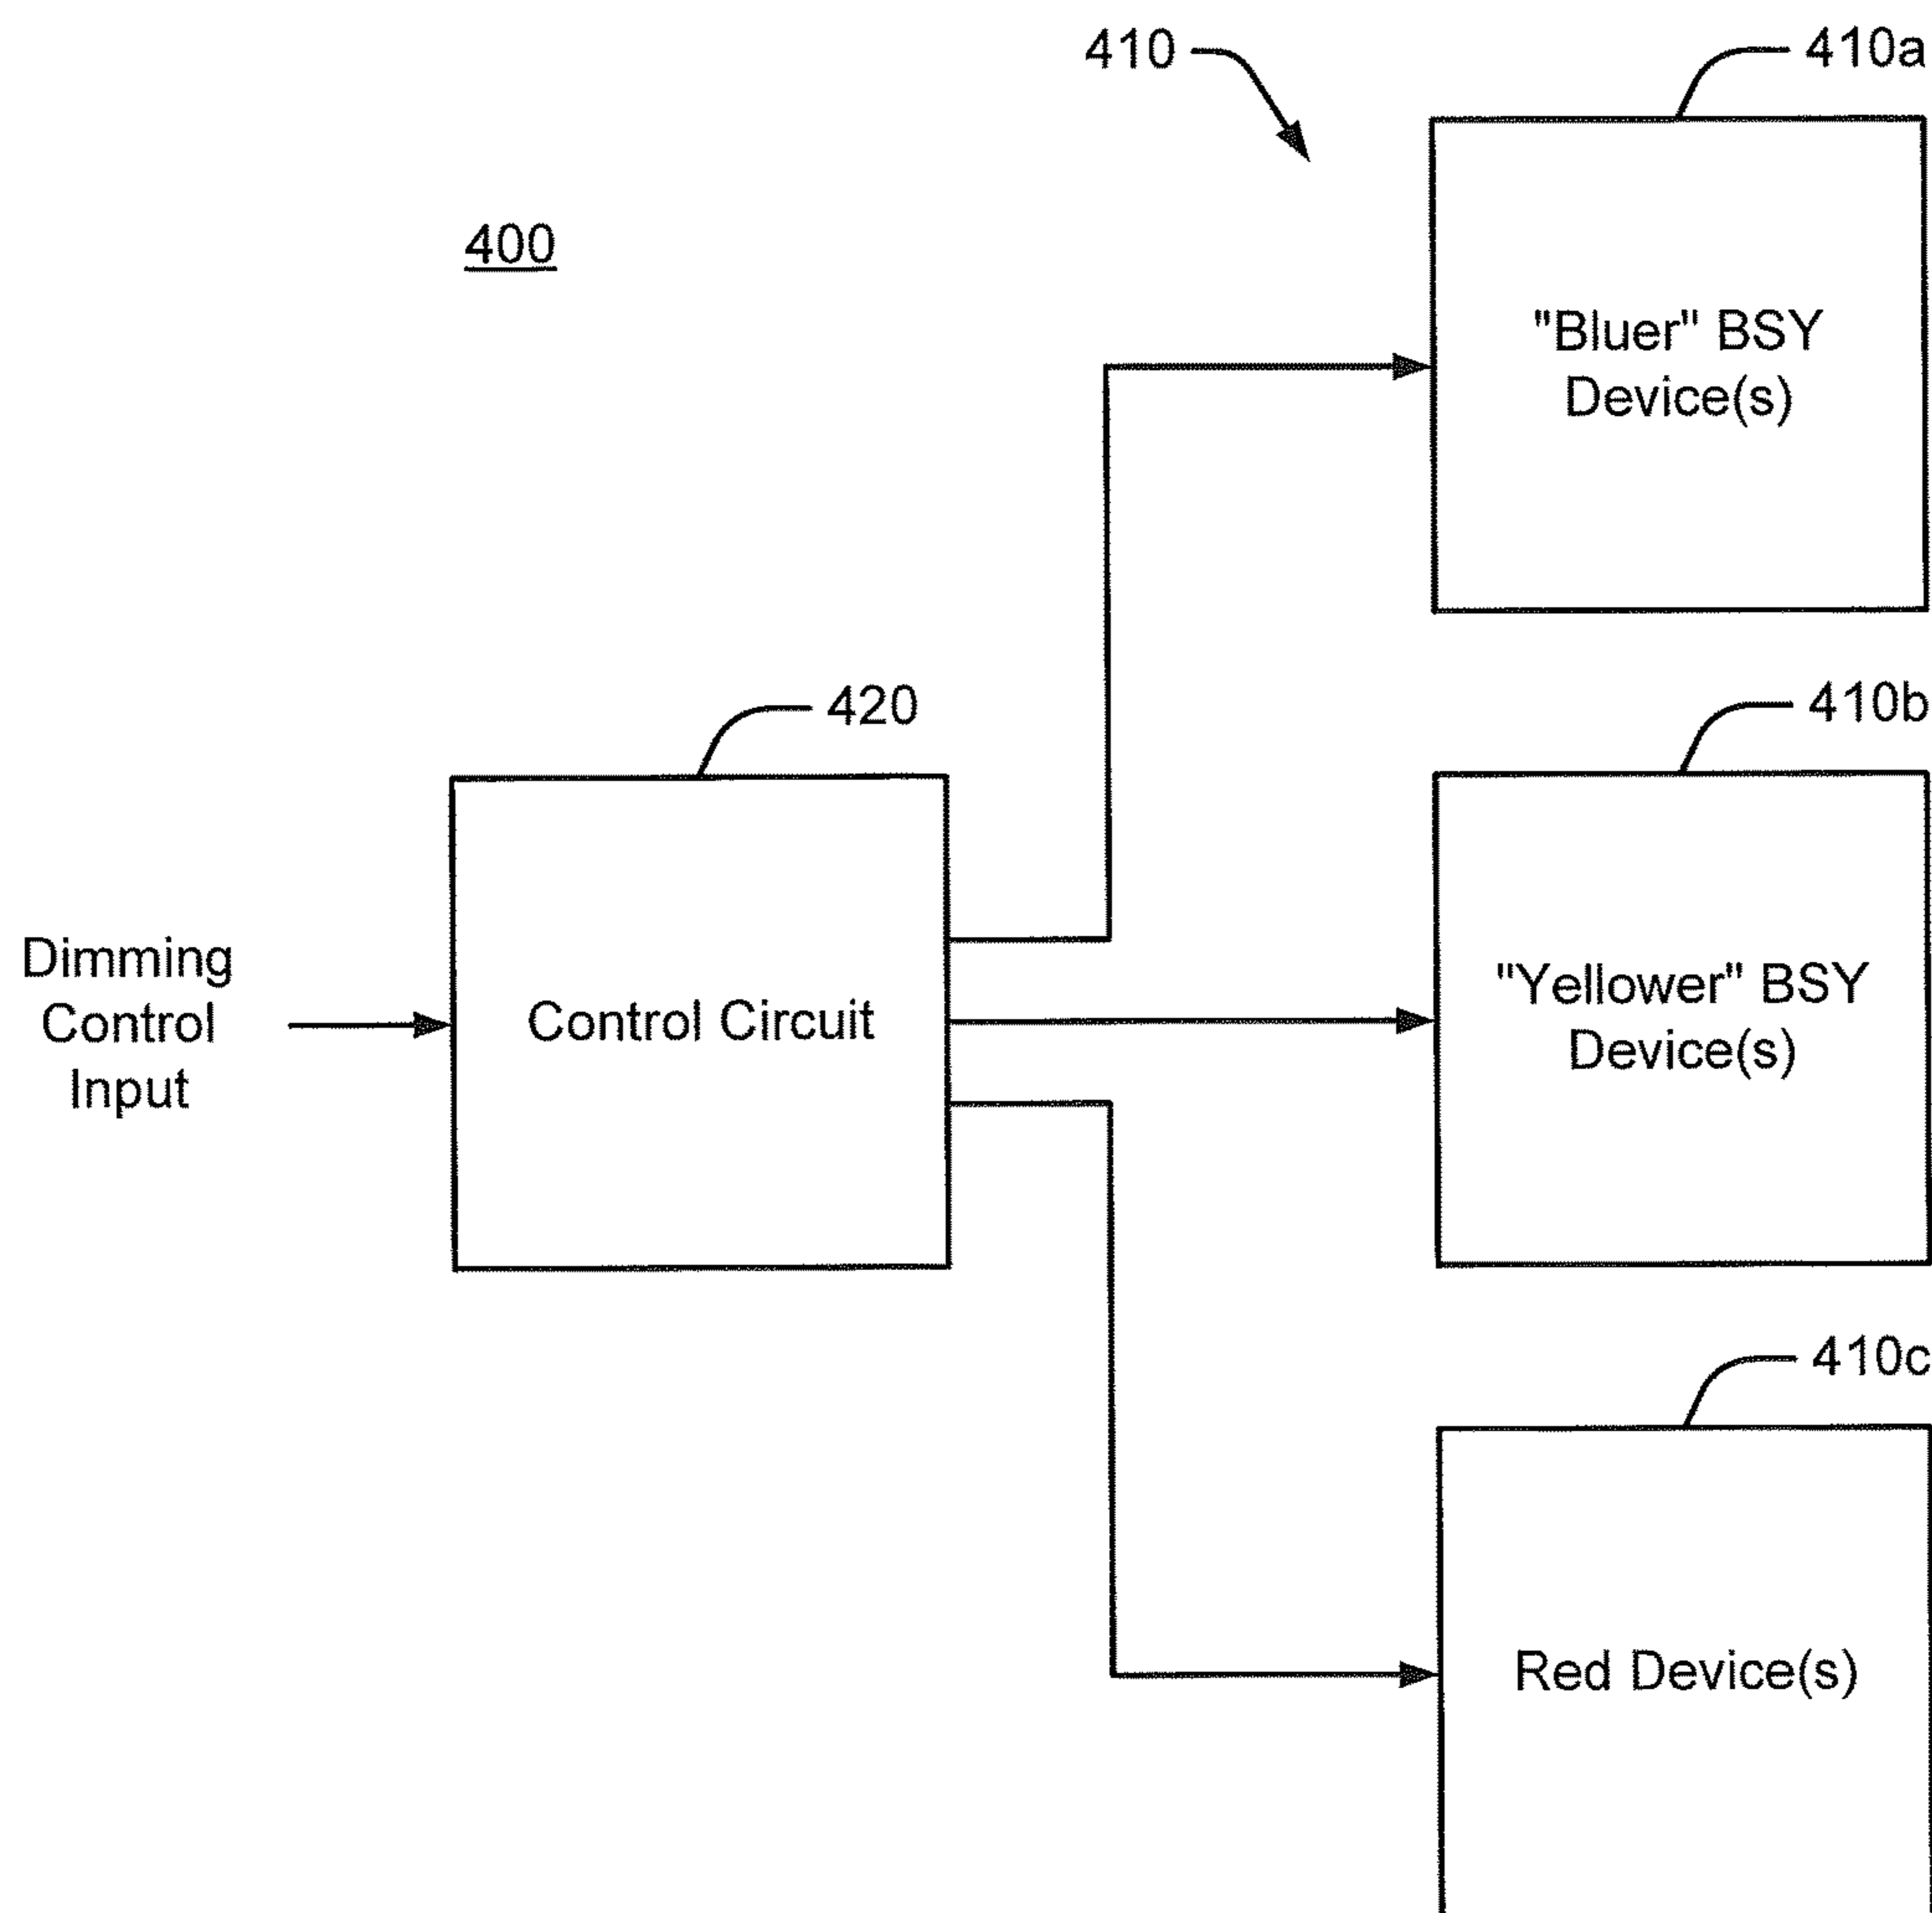 410
410a
400
"Bluer" BSY
Device(s)
420
410b
Dimming
Control
Input
Control Circuit
"Yellower" BSY
Device(s)
410c
Red Device(s)